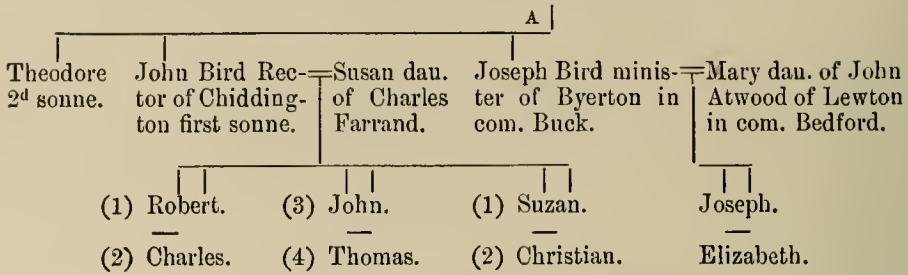 A
Theodore John Bird Rec- Susan dau. Joseph Bird minis- Mary dau. of John
2d sonne. tor of Chidding- of Charles ter of Byerton in Atwood of Lewton
ton first sonne. Farrand. com. Buck. in com. Bedford.
(1) Robert. (3) John. (1) Suzan. Joseph.
(2) Charles. (4) Thomas. (2) Christian. Elizabeth.